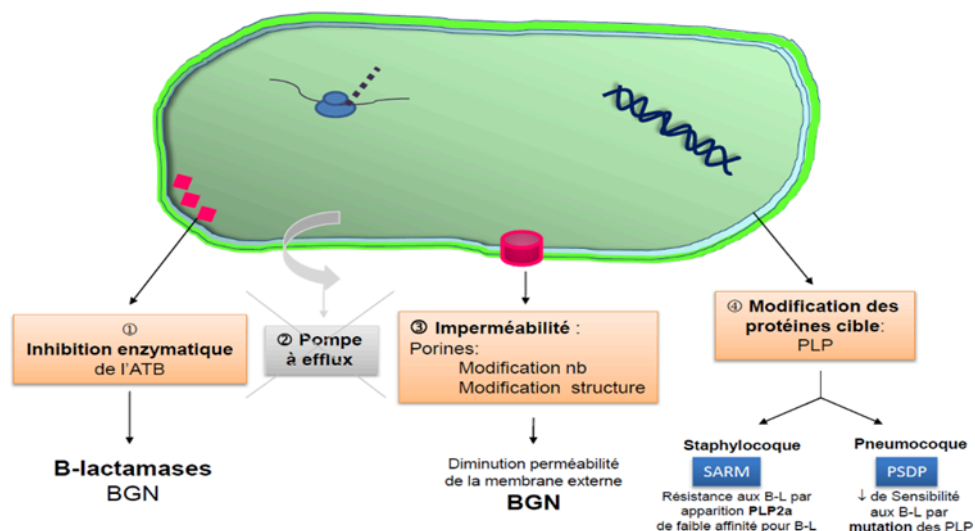 ①
Inhibition enzymatique
de l'ATB
B-lactamases
BGN
② Pompe
à efflux
③ Imperméabilité :
Porines:
Modification nb
Modification structure
Diminution perméabilité
de la membrane externe
BGN
④ Modification des
protéines cible:
PLP
Staphylocoque
SARM
Résistance aux B-L par
apparition PLP2a
de faible affinité pour B-L
Pneumocoque
PSDP
↓ de Sensibilité
aux B-L par
mutation des PLP